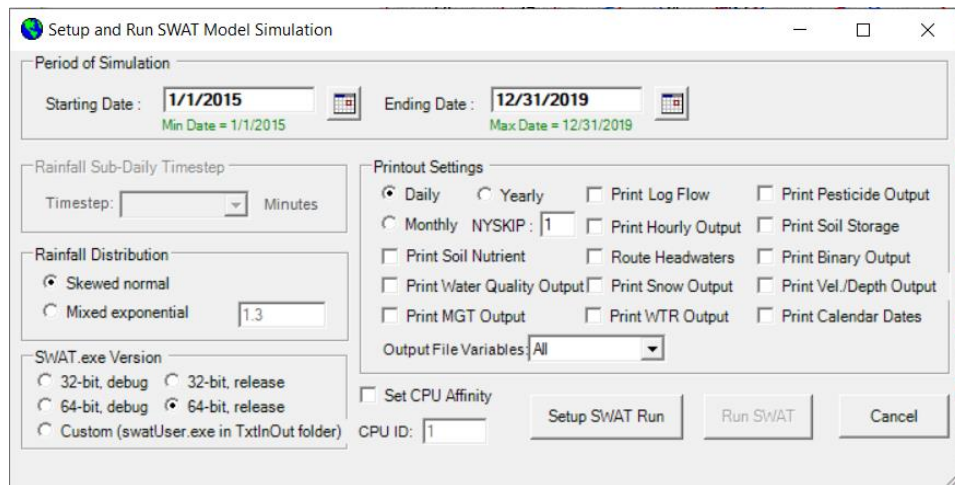 Setup and Run SWAT Model Simulation
Period of Simulation
Starting Date : 1/1/2015
Min Date = 1/1/2015
Ending Date : 12/31/2019
Max Date = 12/31/2019
Rainfall Sub-Daily Timestep
Timestep: Minutes
Rainfall Distribution
Skewed normal
Mixed exponential 1.3
SWAT.exe Version
32-bit, debug 32-bit, release
64-bit, debug 64-bit, release
Custom (swatUser.exe in TxtInOut folder)
Printout Settings
Daily Yearly Print Log Flow Print Pesticide Output
Monthly NYSKIP : 1 Print Hourly Output Print Soil Storage
Print Soil Nutrient Route Headwaters Print Binary Output
Print Water Quality Output Print Snow Output Print Vel./Depth Output
Print MGT Output Print WTR Output Print Calendar Dates
Output File Variables: All
Set CPU Affinity
CPU ID: 1
Setup SWAT Run Run SWAT Cancel